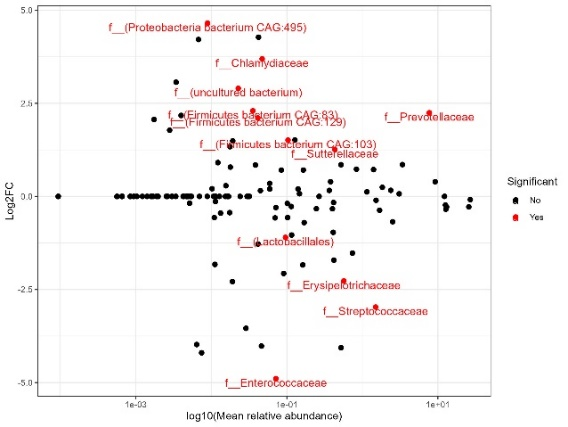 5.0
f__(Proteobacteria bacterium CAG:495)
f__Chlamydiaceae
f__(uncultured bacterium)
2.5
f__(Firmicutes bacterium CAG:83)
f__Prevotellaceae
f__(Firmicutes bacterium CAG:129)
f__(Firmicutes bacterium CAG:103)
f__Sutterellaceae
Significant
Log2FC
0.0
No
Yes
f__(Lactobacillales)
-2.5
f__Erysipelotrichaceae
f__Streptococcaceae
-5.0
f__Enterococcaceae
1e-03
1e-01
1e+01
log10(Mean relative abundance)